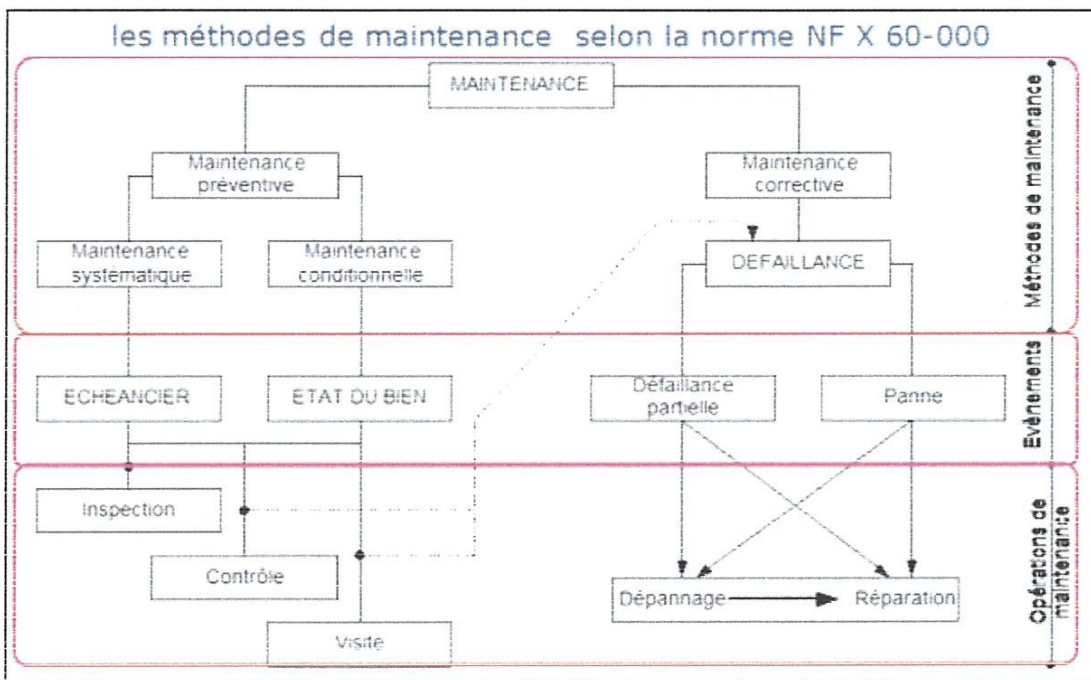 les méthodes de maintenance selon la norme NF X 60-000
MAINTENANCE
Maintenance
préventive
Maintenance
corrective
Maintenance
systématique
Maintenance
conditionnelle
DEFAILLANCE
Méthodes de maintenance
ECHEANCIER
ETAT DU BIEN
Défaillance
partielle
Panne
Evènements
Inspection
Contrôle
Visite
Dépannage
Réparation
Opérations de
maintenance